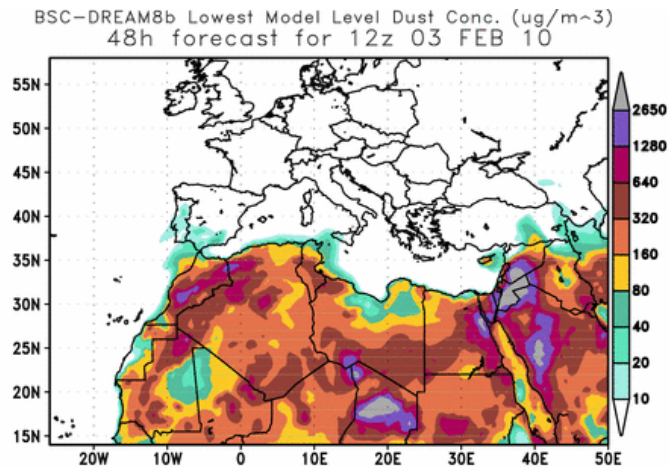 BSC-DREAM8b Lowest Model Level Dust Conc. (ug/m^3)
48h forecast for 12z 03 FEB 10
55N
50N
45N
40N
35N
30N
25N
20N
15N
20W
10W
0
10E
20E
30E
40E
50E
2650
1280
640
320
160
80
40
20
10